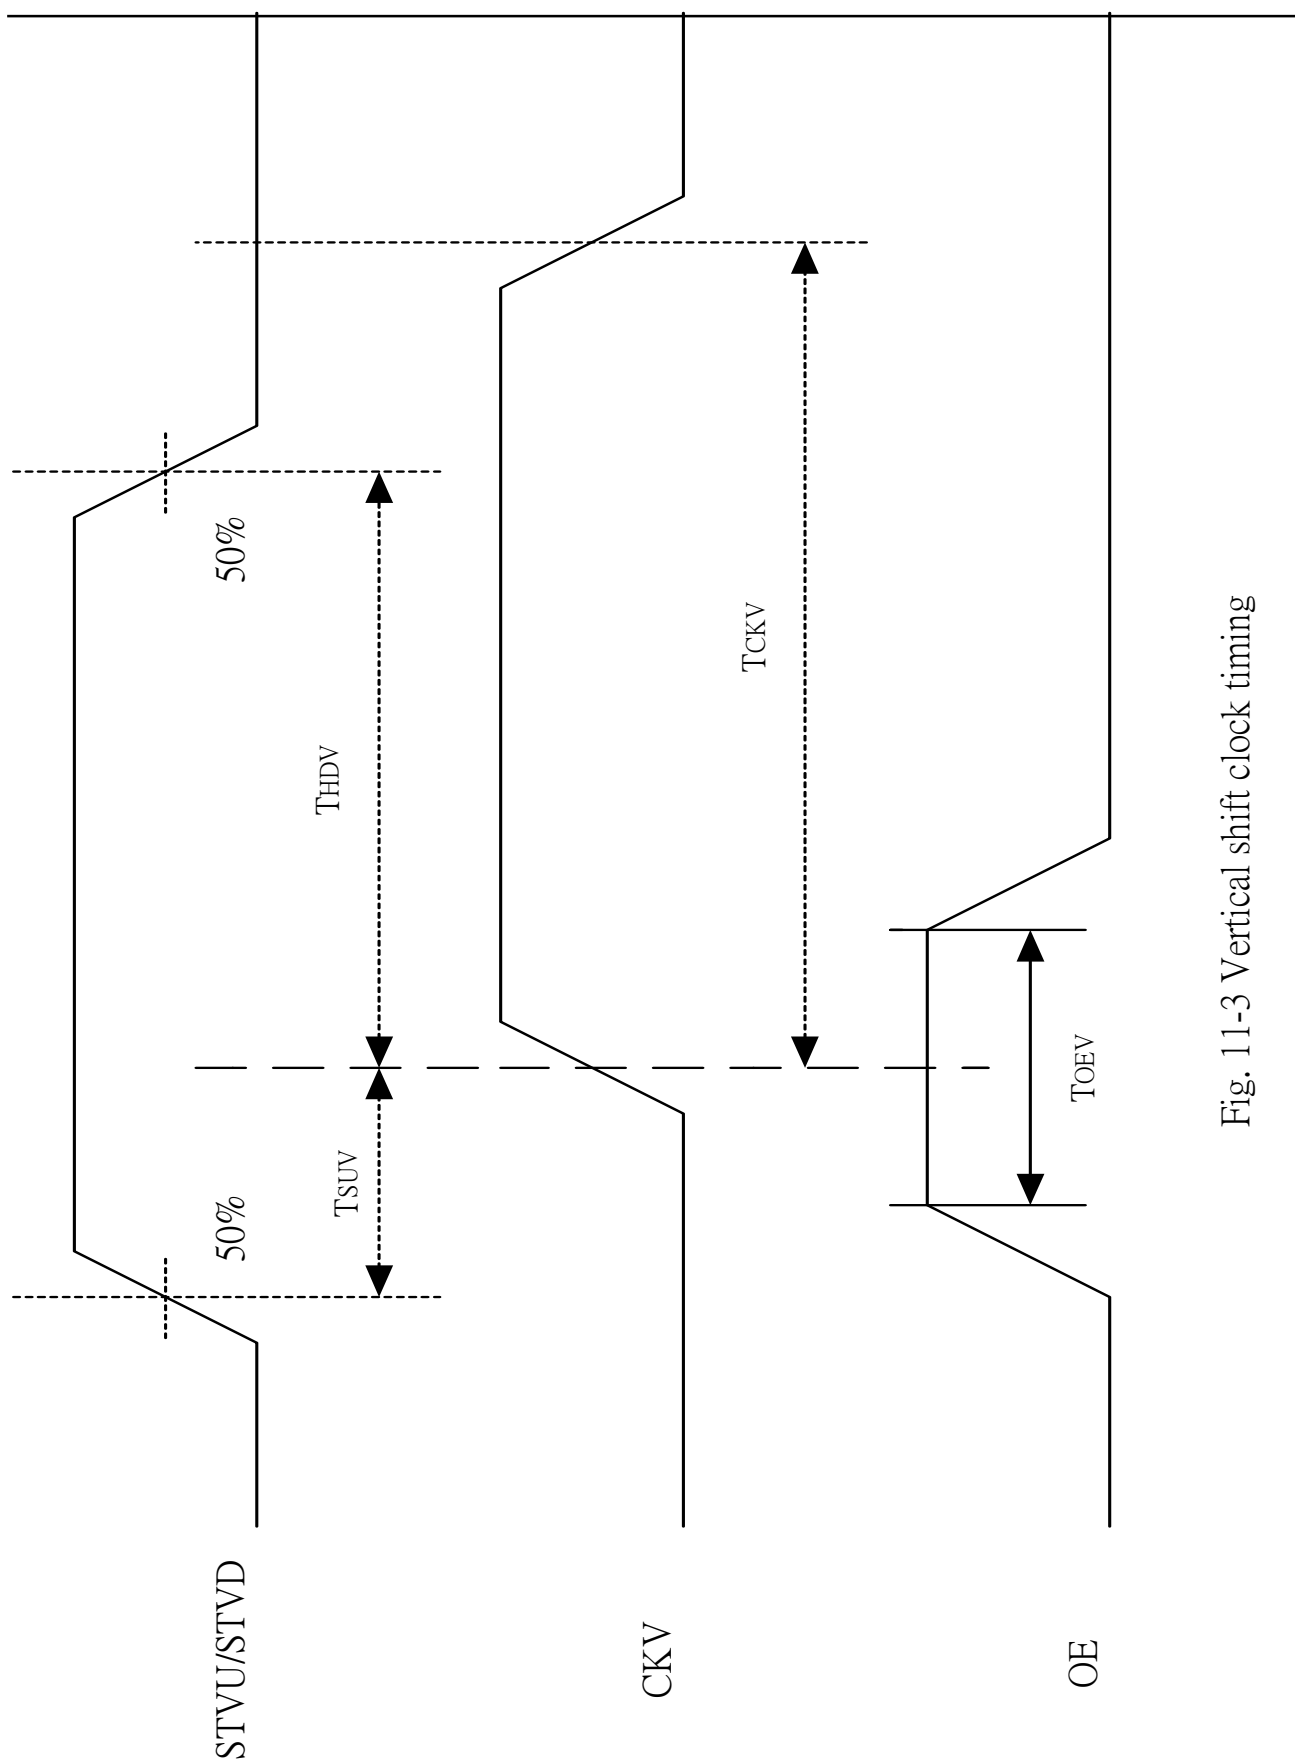 STVU/STVD
50%
50%
TSUV
THDV
CKV
TCKV
OE
TOEV
Fig. 11-3 Vertical shift clock timing